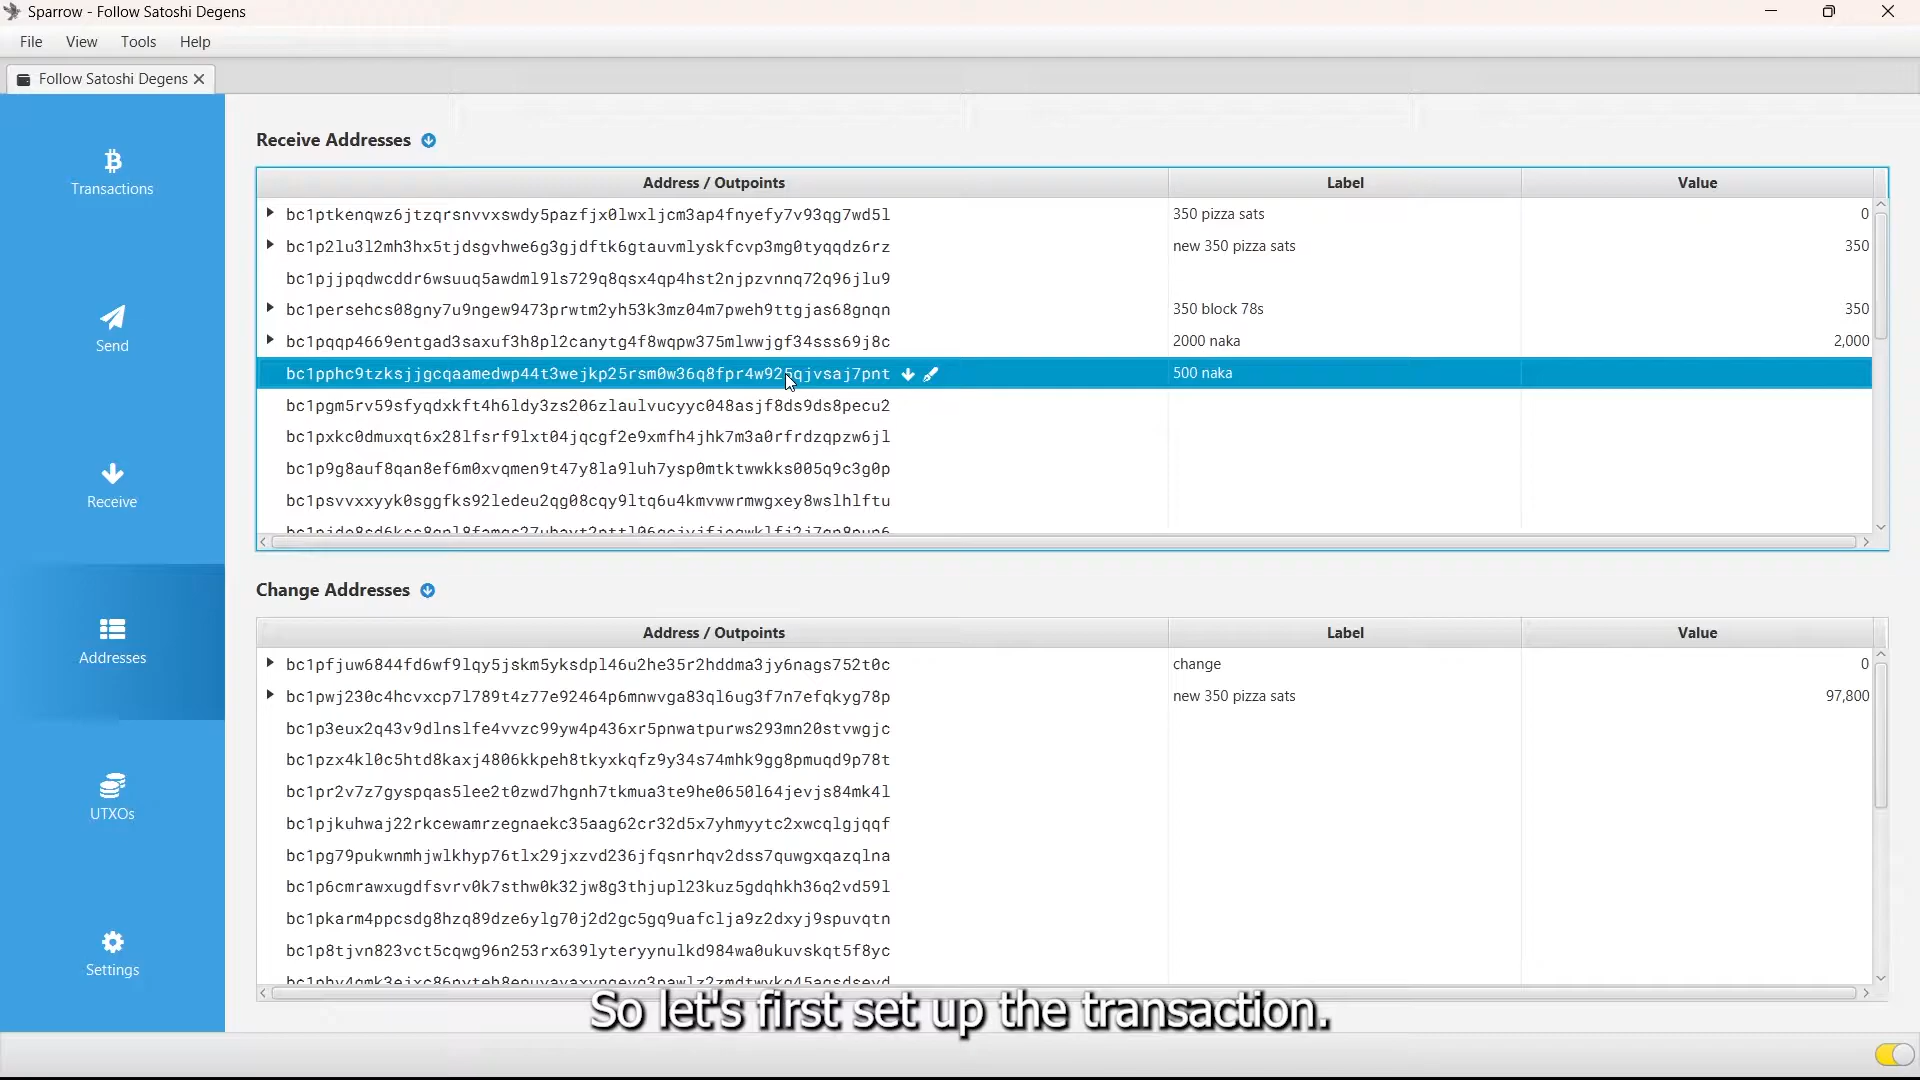 Sparrow - Follow Satoshi Degens
File View Tools Help
Follow Satoshi Degens
Transactions
Send
Receive
Addresses
UTXOs
Settings
Receive Addresses
Address / Outpoints Label Value
bc1ptkenqwz6jtzqrsnvvxswdy5pazfjx0lwxljcm3ap4fnyefy7v93qg7wd5l 350 pizza sats 0
bc1p2lu3l2mh3hx5tjdsgvhwe6g3gjdftk6gtauvmlyskfcvp3mg0tyqqdz6rz new 350 pizza sats 350
bc1pjjpqdwcddr6wsuuq5awdml9ls729q8qsx4qp4hst2njpzvnnq72q96jlu9
bc1persehcs08gny7u9ngew9473prwtm2yh53k3mz04m7pweh9ttgjas68gnqn 350 block 78s 350
bc1pqqp4669entgad3saxuf3h8pl2canytg4f8wqpw375mlwwjgf34sss69j8c 2000 naka 2,000
bc1pphc9tzksjjgcqaamedwp44t3wejkp25rsm0w36q8fpr4w925qjvsaj7pnt 500 naka
bc1pgm5rv59sfyqdxkft4h6ldy3zs206zlaulvucyyc048asjf8ds9ds8pecu2
bc1pxkc0dmuxqt6x28lfsrf9lxt04jqcgf2e9xmfh4jhk7m3a0rfrdzqpzw6jl
bc1p9g8auf8qan8ef6m0xvqmen9t47y8la9luh7ysp0mtktwwkks005q9c3g0p
bc1psvvxxyyk0sggfks92ledeu2qg08cqy9ltq6u4kmvwwrmwgxey8wslhlftu
Change Addresses
Address / Outpoints Label Value
bc1pfjuw6844fd6wf9lqy5jskm5yksdpl46u2he35r2hddma3jy6nags752t0c change 0
bc1pwj230c4hcvxcp7l789t4z77e92464p6mnwvga83ql6ug3f7n7efqkyg78p new 350 pizza sats 97,800
bc1p3eux2q43v9dlnslfe4vvzc99yw4p436xr5pnwatpurws293mn20stvwgjc
bc1pzx4kl0c5htd8kaxj4806kkpeh8tkyxkqfz9y34s74mhk9gg8pmuqd9p78t
bc1pr2v7z7gyspqas5lee2t0zwd7hgnh7tkmua3te9he0650l64jevjs84mk4l
bc1pjkuhwaj22rkcewamrzegnaekc35aag62cr32d5x7yhmyytc2xwcqlgjqqf
bc1pg79pukwnmhjwlkhyp76tlx29jxzvd236jfqsnrhqv2dss7quwgxqazqlna
bc1p6cmrawxugdfsvrv0k7sthw0k32jw8g3thjupl23kuz5gdqhkh36q2vd59l
bc1pkarm4ppcsdg8hzq89dze6ylg70j2d2gc5gq9uafclja9z2dxyj9spuvqtn
bc1p8tjvn823vct5cqwg96n253rx639lyteryynulkd984wa0ukuvskqt5f8yc
So let's first set up the transaction.